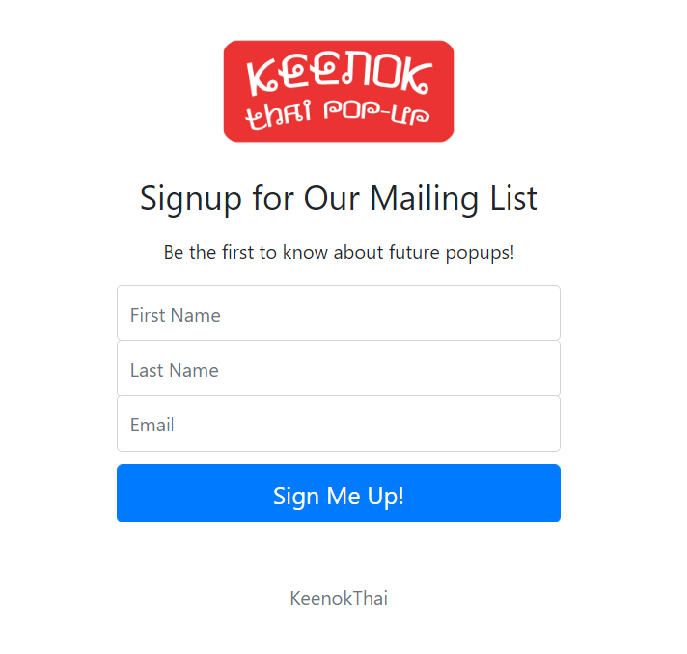 KEENOK
thai POP-UP
Signup for Our Mailing List
Be the first to know about future popups!
First Name
Last Name
Email
Sign Me Up!
KeenokThai